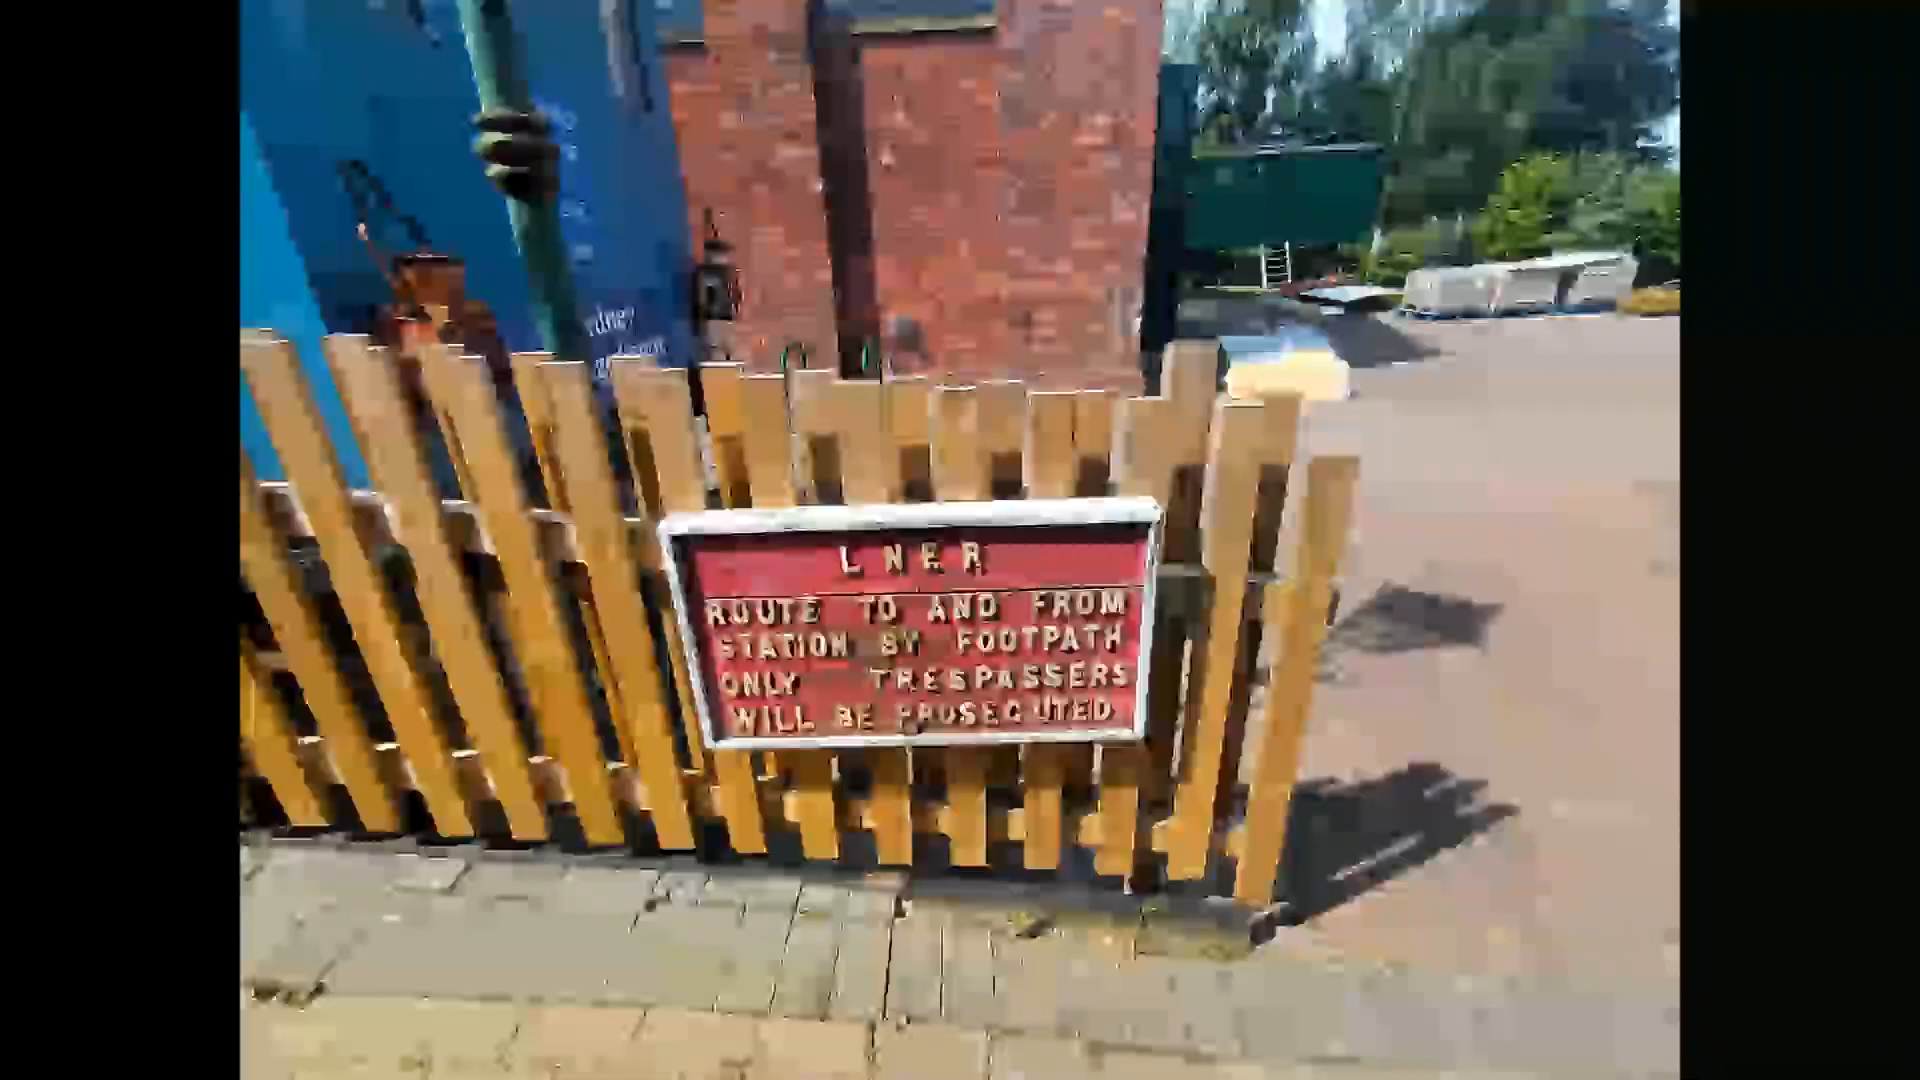 L N E R
ROUTE TO AND FROM
STATION BY FOOTPATH
ONLY TRESPASSERS
WILL BE PROSECUTED